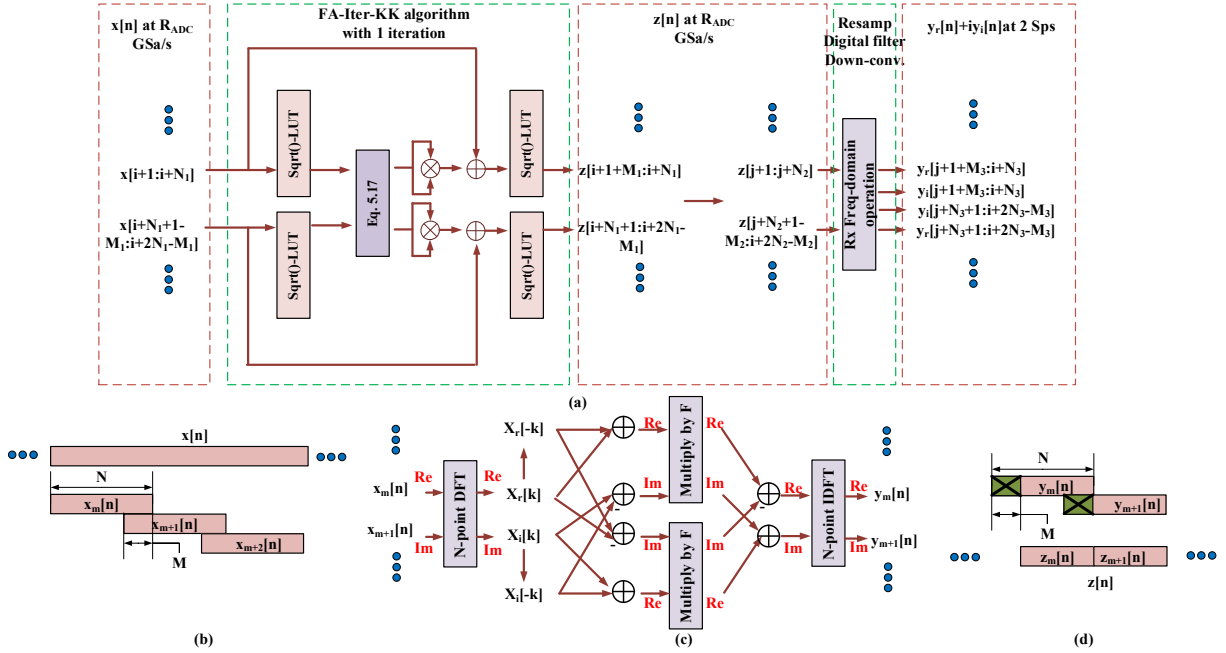 x[n] at R_ADC
GSa/s
FA-Iter-KK algorithm
with 1 iteration
z[n] at R_ADC
GSa/s
Resamp
Digital filter
Down-conv.
y_r[n]+iy_i[n]at 2 Sps
x[i+1:i+N_1]
x[i+N_1+1-
M_1:i+2N_1-M_1]
Sqrt()-LUT
Sqrt()-LUT
Eq. 5.17
Sqrt()-LUT
Sqrt()-LUT
z[i+1+M_1:i+N_1]
z[i+N_1+1:i+2N_1-
M_1]
z[j+1:j+N_2]
z[j+N_2+1-
M_2:i+2N_2-M_2]
Rx Freq-domain
operation
y_r[j+1+M_3:i+N_3]
y_i[j+1+M_3:i+N_3]
y_i[j+N_3+1:i+2N_3-M_3]
y_r[j+N_3+1:i+2N_3-M_3]
(a)
x[n]
N
x_m[n]
x_{m+1}[n]
x_{m+2}[n]
M
(b)
x_m[n]
Re
x_{m+1}[n]
Im
N-point DFT
Re
Im
X_r[-k]
X_r[k]
X_i[k]
X_i[-k]
-
-
Re
Im
Im
Re
Multiply by F
Multiply by F
Re
Im
Im
Re
-
Re
Im
N-point IDFT
Re
Im
y_m[n]
y_{m+1}[n]
(c)
N
y_m[n]
y_{m+1}[n]
M
z_m[n]
z_{m+1}[n]
z[n]
(d)